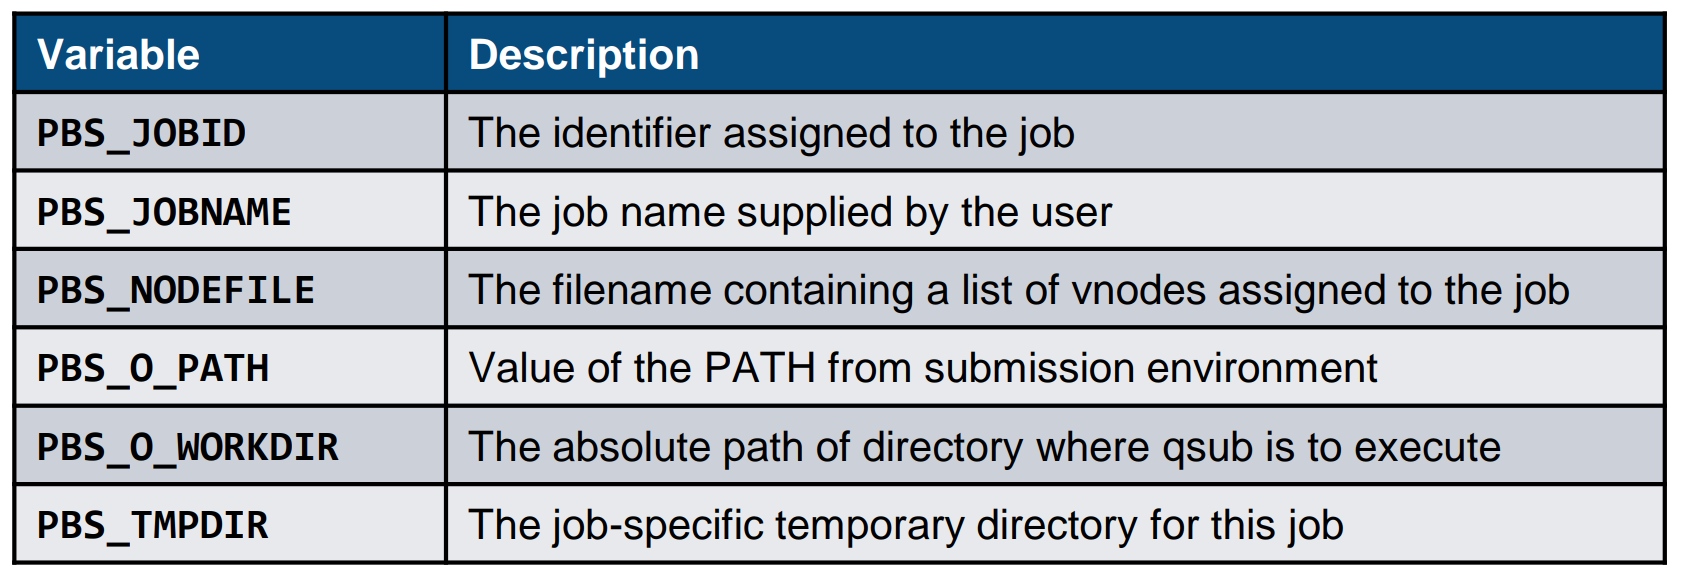 Variable Description
PBS_JOBID The identifier assigned to the job
PBS_JOBNAME The job name supplied by the user
PBS_NODEFILE The filename containing a list of vnodes assigned to the job
PBS_O_PATH Value of the PATH from submission environment
PBS_O_WORKDIR The absolute path of directory where qsub is to execute
PBS_TMPDIR The job-specific temporary directory for this job